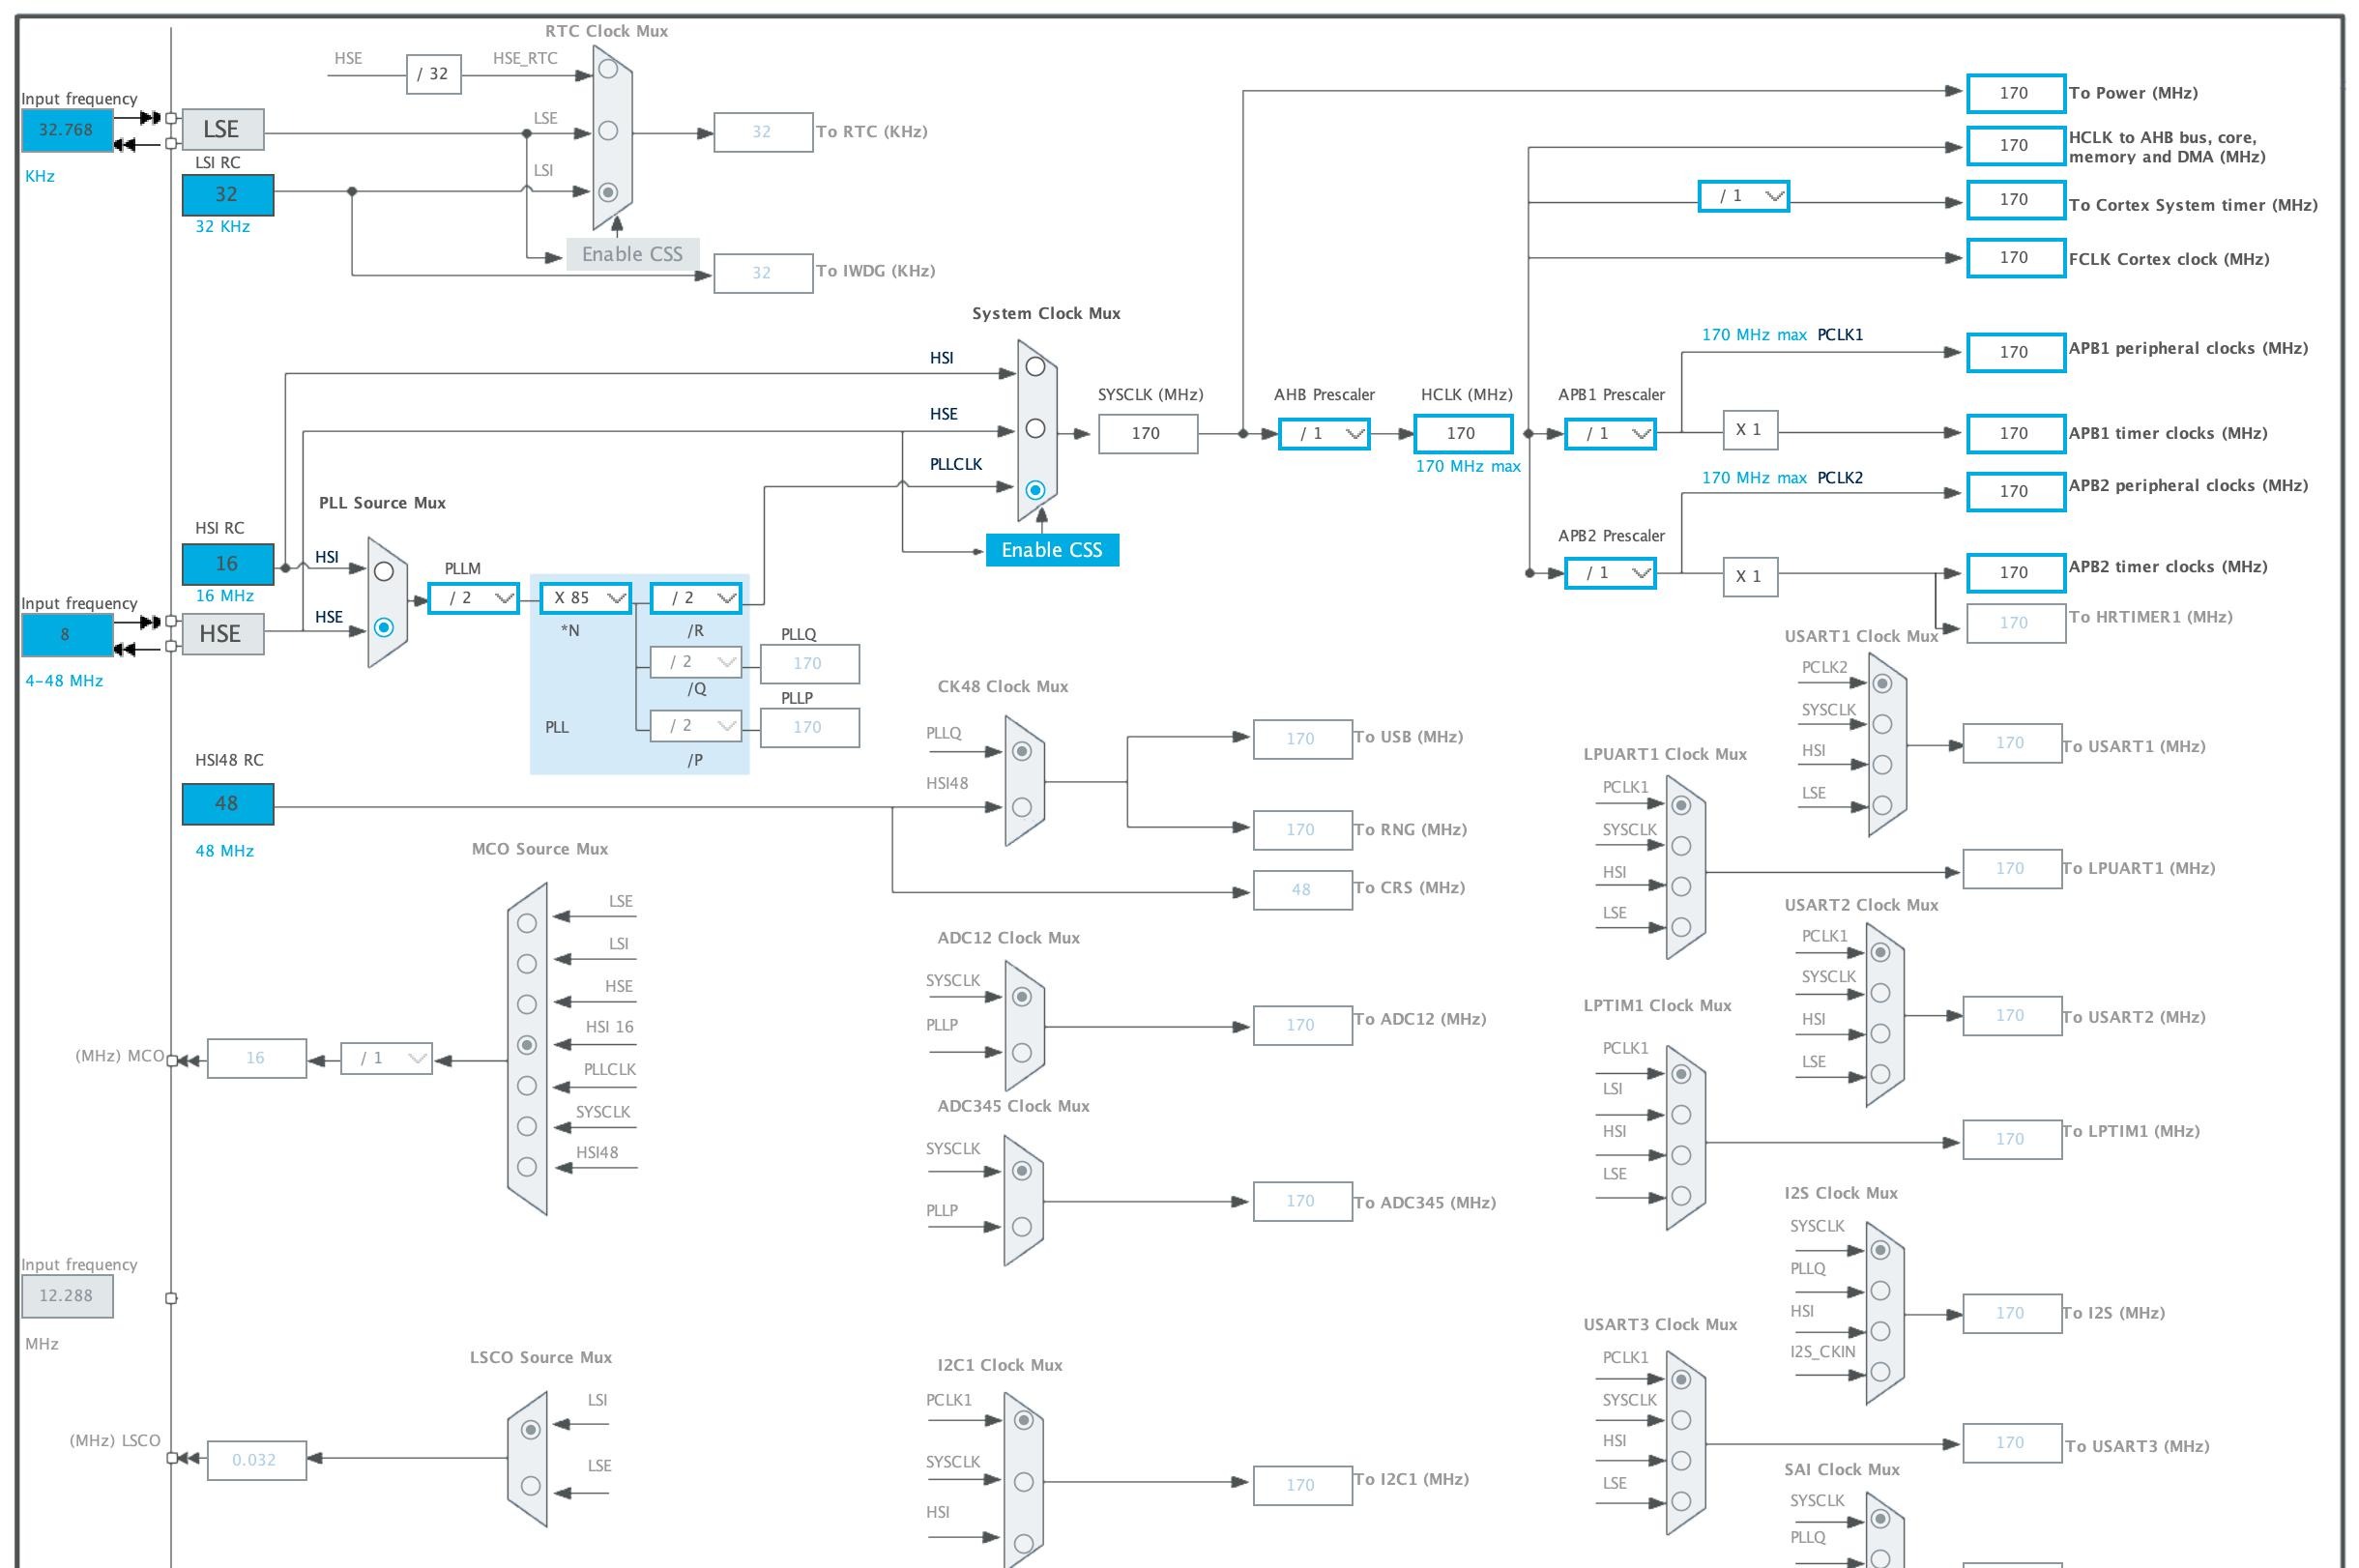 RTC Clock Mux
HSE
/ 32
HSE_RTC
Input frequency
32.768
KHz
LSE
LSE
LSI RC
32
32 KHz
LSI
32
To RTC (KHz)
Enable CSS
32
To IWDG (KHz)
170
To Power (MHz)
170
HCLK to AHB bus, core,
memory and DMA (MHz)
/ 1
170
To Cortex System timer (MHz)
170
FCLK Cortex clock (MHz)
System Clock Mux
HSI
HSE
PLLCLK
SYSCLK (MHz)
170
AHB Prescaler
/ 1
HCLK (MHz)
170
170 MHz max
APB1 Prescaler
/ 1
170 MHz max PCLK1
170
APB1 peripheral clocks (MHz)
X 1
170
APB1 timer clocks (MHz)
170 MHz max PCLK2
170
APB2 peripheral clocks (MHz)
APB2 Prescaler
/ 1
X 1
170
APB2 timer clocks (MHz)
170
To HRTIMER1 (MHz)
Enable CSS
PLL Source Mux
HSI RC
16
16 MHz
HSI
Input frequency
8
4-48 MHz
HSE
HSE
PLLM
/ 2
X 85
*N
/ 2
/R
/ 2
/Q
PLLQ
170
/ 2
/P
PLLP
170
PLL
HSI48 RC
48
48 MHz
CK48 Clock Mux
PLLQ
HSI48
170
To USB (MHz)
170
To RNG (MHz)
48
To CRS (MHz)
USART1 Clock Mux
PCLK2
SYSCLK
HSI
LSE
170
To USART1 (MHz)
LPUART1 Clock Mux
PCLK1
SYSCLK
HSI
LSE
170
To LPUART1 (MHz)
MCO Source Mux
LSE
LSI
HSE
HSI 16
PLLCLK
SYSCLK
HSI48
(MHz) MCO
16
/ 1
ADC12 Clock Mux
SYSCLK
PLLP
170
To ADC12 (MHz)
USART2 Clock Mux
PCLK1
SYSCLK
HSI
LSE
170
To USART2 (MHz)
LPTIM1 Clock Mux
PCLK1
LSI
HSI
LSE
170
To LPTIM1 (MHz)
ADC345 Clock Mux
SYSCLK
PLLP
170
To ADC345 (MHz)
I2S Clock Mux
SYSCLK
PLLQ
HSI
I2S_CKIN
170
To I2S (MHz)
Input frequency
12.288
MHz
LSCO Source Mux
LSI
LSE
(MHz) LSCO
0.032
I2C1 Clock Mux
PCLK1
SYSCLK
HSI
170
To I2C1 (MHz)
USART3 Clock Mux
PCLK1
SYSCLK
HSI
LSE
170
To USART3 (MHz)
SAI Clock Mux
SYSCLK
PLLQ